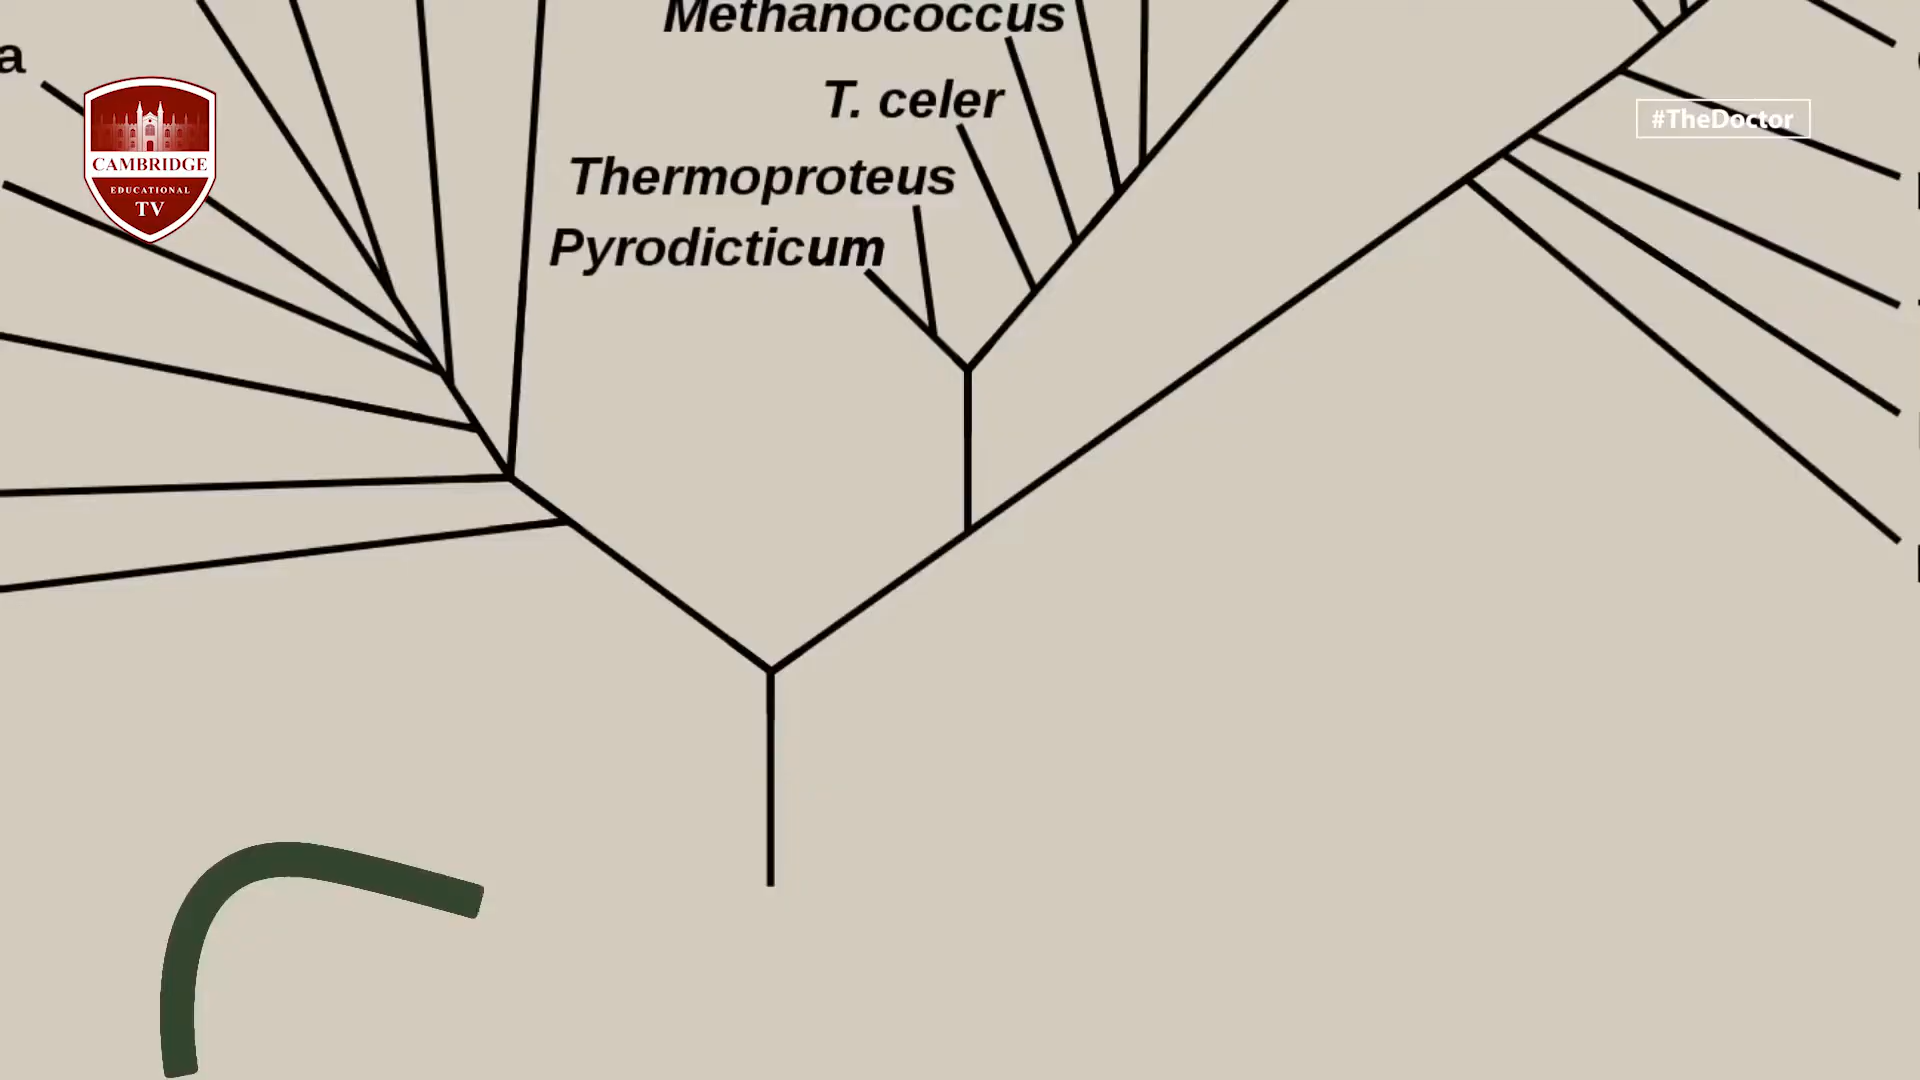 Methanococcus
a
T. celer
CAMBRIDGE
EDUCATIONAL
TV
#TheDoctor
Thermoproteus
Pyrodicticum